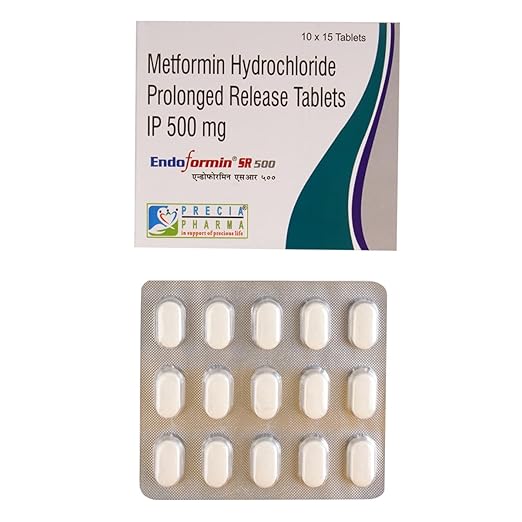 10 x 15 Tablets
Metformin Hydrochloride
Prolonged Release Tablets
IP 500 mg
Endoformin® SR 500
एन्डोफोरमिन एसआर ५००
PRECIA®
PHARMA
in support of precious life